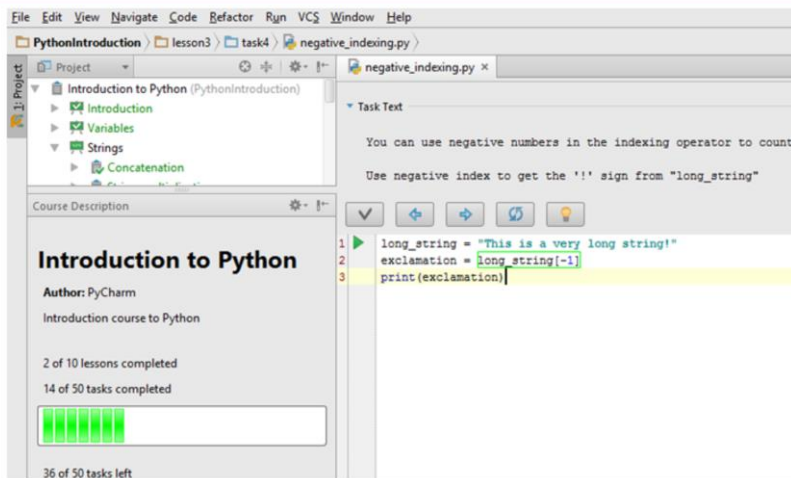 File Edit View Navigate Code Refactor Run VCS Window Help
PythonIntroduction lesson3 task4 negative_indexing.py
1: Project
Project
Introduction to Python (PythonIntroduction)
Introduction
Variables
Strings
Concatenation
Course Description
Introduction to Python
Author: PyCharm
Introduction course to Python
2 of 10 lessons completed
14 of 50 tasks completed
36 of 50 tasks left
negative_indexing.py ×
Task Text
You can use negative numbers in the indexing operator to count
Use negative index to get the '!' sign from "long_string"
1 long_string = "This is a very long string!"
2 exclamation = long_string[-1]
3 print(exclamation)